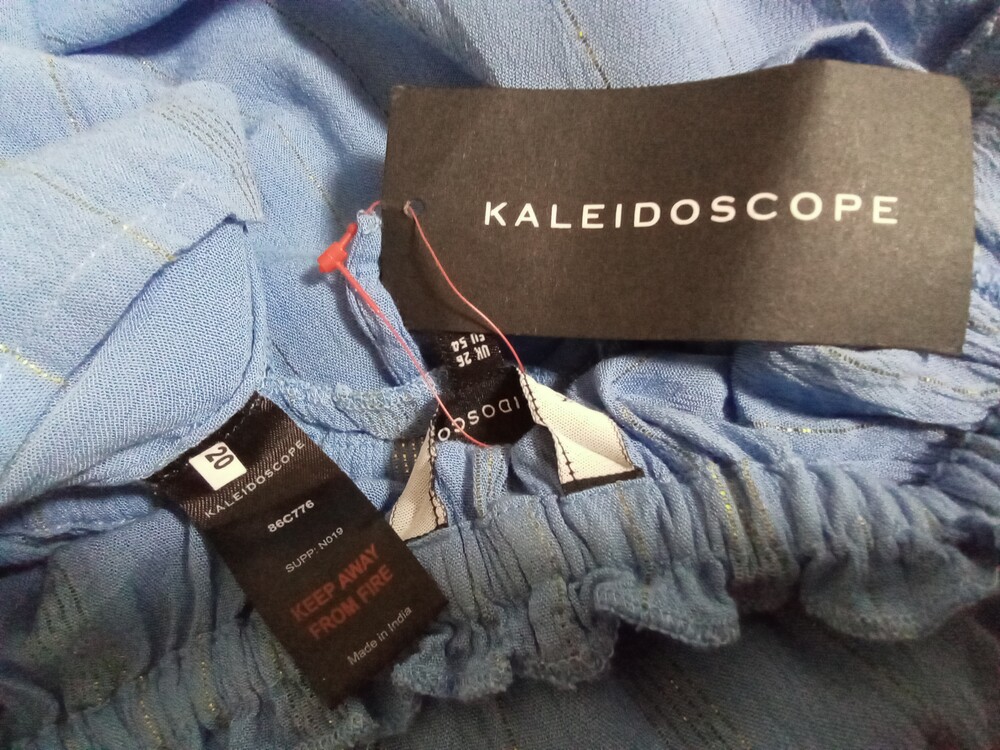 KALEIDOSCOPE
UK 26
EU 54
IDOSCO
20
KALEIDOSCOPE
86C776
SUPP: N019
KEEP AWAY
FROM FIRE
Made in India